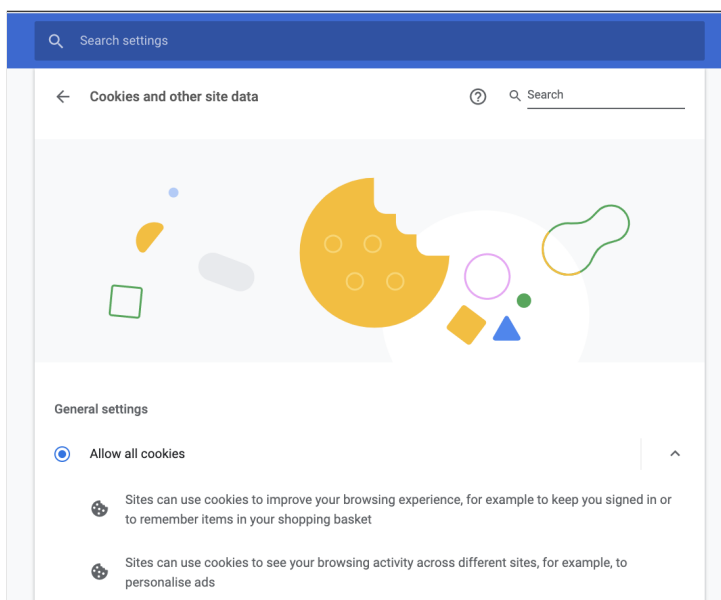 Search settings
Cookies and other site data
Search
General settings
Allow all cookies
Sites can use cookies to improve your browsing experience, for example to keep you signed in or
to remember items in your shopping basket
Sites can use cookies to see your browsing activity across different sites, for example, to
personalise ads